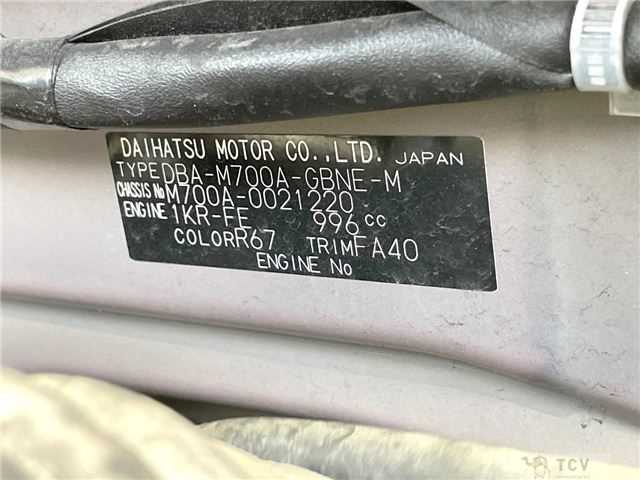 DAIHATSU MOTOR CO.,LTD. JAPAN
TYPE DBA-M700A-GBNE-M
CHASSIS No M700A-0021220
ENGINE 1KR-FE 996 cc
COLOR R67 TRIM FA40
ENGINE No
TCV